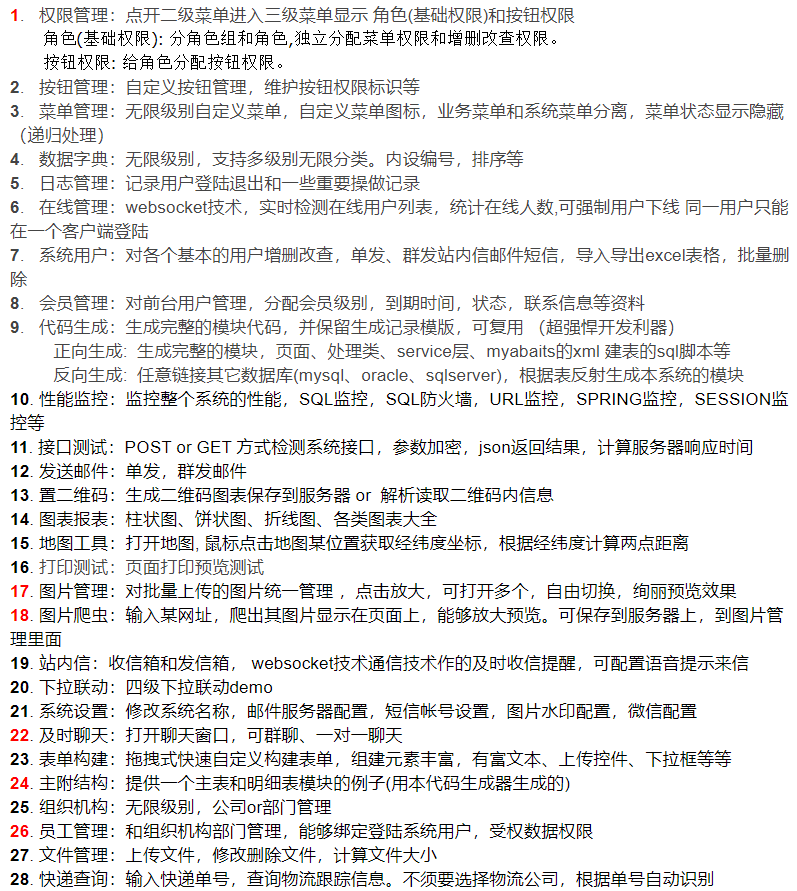 1. 权限管理：点开二级菜单进入三级菜单显示 角色(基础权限)和按钮权限
角色(基础权限): 分角色组和角色,独立分配菜单权限和增删改查权限。
按钮权限: 给角色分配按钮权限。
2. 按钮管理：自定义按钮管理，维护按钮权限标识等
3. 菜单管理：无限级别自定义菜单，自定义菜单图标，业务菜单和系统菜单分离，菜单状态显示隐藏
（递归处理）
4. 数据字典：无限级别，支持多级别无限分类。内设编号，排序等
5. 日志管理：记录用户登陆退出和一些重要操做记录
6. 在线管理：websocket技术，实时检测在线用户列表，统计在线人数,可强制用户下线 同一用户只能
在一个客户端登陆
7. 系统用户：对各个基本的用户增删改查，单发、群发站内信邮件短信，导入导出excel表格，批量删
除
8. 会员管理：对前台用户管理，分配会员级别，到期时间，状态，联系信息等资料
9. 代码生成：生成完整的模块代码，并保留生成记录模版，可复用 （超强悍开发利器）
正向生成: 生成完整的模块，页面、处理类、service层、myabaits的xml 建表的sql脚本等
反向生成: 任意链接其它数据库(mysql、oracle、sqlserver)，根据表反射生成本系统的模块
10. 性能监控：监控整个系统的性能，SQL监控，SQL防火墙，URL监控，SPRING监控，SESSION监
控等
11. 接口测试：POST or GET 方式检测系统接口，参数加密，json返回结果，计算服务器响应时间
12. 发送邮件：单发，群发邮件
13. 置二维码：生成二维码图表保存到服务器 or 解析读取二维码内信息
14. 图表报表：柱状图、饼状图、折线图、各类图表大全
15. 地图工具：打开地图, 鼠标点击地图某位置获取经纬度坐标，根据经纬度计算两点距离
16. 打印测试：页面打印预览测试
17. 图片管理：对批量上传的图片统一管理 ，点击放大，可打开多个，自由切换，绚丽预览效果
18. 图片爬虫：输入某网址，爬出其图片显示在页面上，能够放大预览。可保存到服务器上，到图片管
理里面
19. 站内信：收信箱和发信箱， websocket技术通信技术作的及时收信提醒，可配置语音提示来信
20. 下拉联动：四级下拉联动demo
21. 系统设置：修改系统名称，邮件服务器配置，短信帐号设置，图片水印配置，微信配置
22. 及时聊天：打开聊天窗口，可群聊、一对一聊天
23. 表单构建：拖拽式快速自定义构建表单，组建元素丰富，有富文本、上传控件、下拉框等等
24. 主附结构：提供一个主表和明细表模块的例子(用本代码生成器生成的)
25. 组织机构：无限级别，公司or部门管理
26. 员工管理：和组织机构部门管理，能够绑定登陆系统用户，受权数据权限
27. 文件管理：上传文件，修改删除文件，计算文件大小
28. 快递查询：输入快递单号，查询物流跟踪信息。不须要选择物流公司，根据单号自动识别